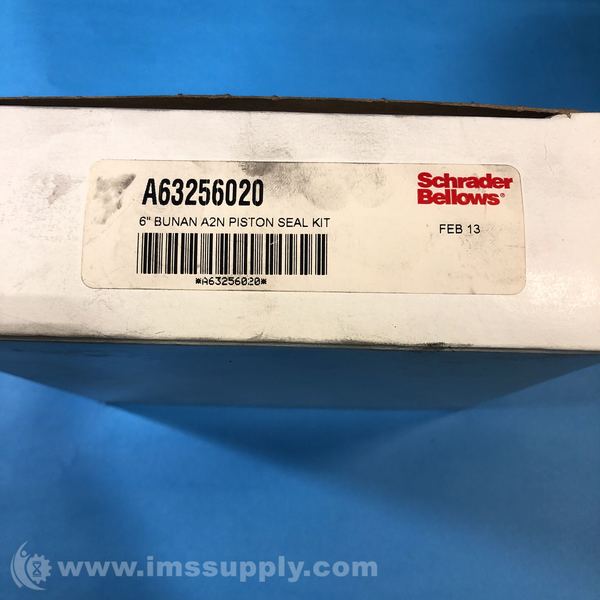 A63256020
Schrader
Bellows®
6" BUNAN A2N PISTON SEAL KIT
FEB 13
*A63256020*
www.imssupply.com